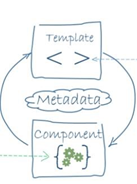 Template
< >
Metadata
Component
{ }